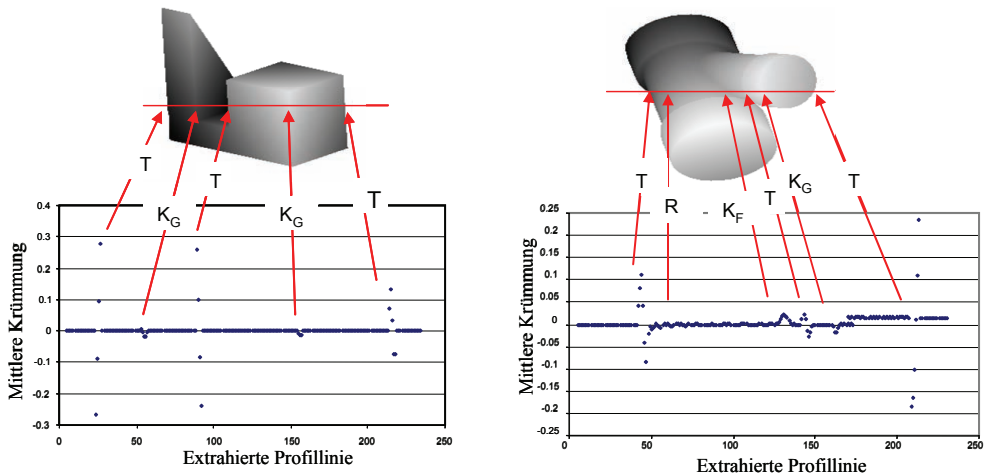 T
T
K_G
K_G
T
0.4
0.3
0.2
0.1
0
-0.1
-0.2
-0.3
0
50
100
150
200
250
Mittlere Krümmung
Extrahierte Profillinie
T
R
K_F
T
K_G
T
0.25
0.2
0.15
0.1
0.05
0
-0.05
-0.1
-0.15
-0.2
-0.25
0
50
100
150
200
250
Mittlere Krümmung
Extrahierte Profillinie